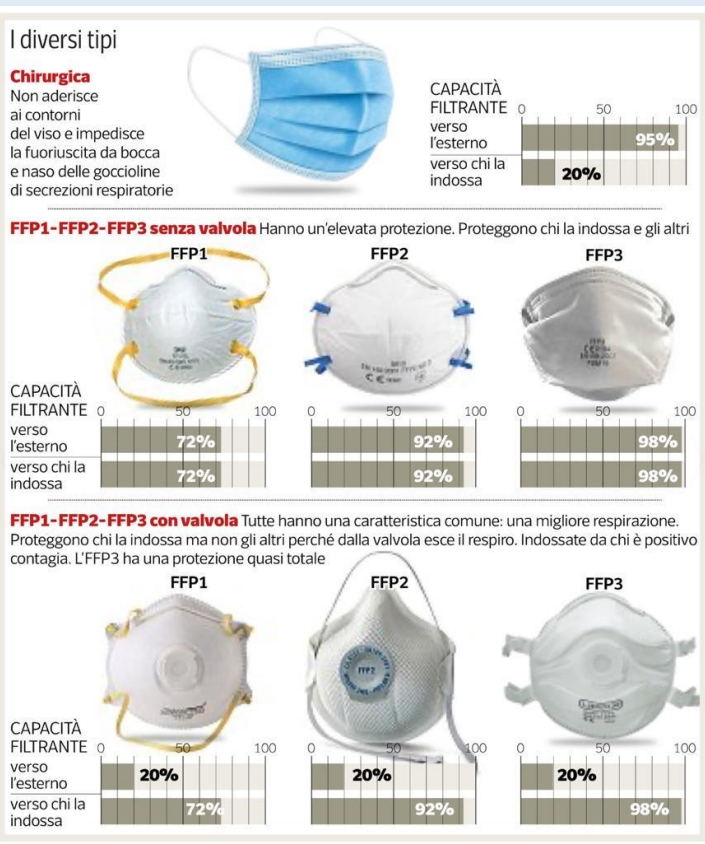 I diversi tipi
Chirurgica
Non aderisce
ai contorni
del viso e impedisce
la fuoriuscita da bocca
e naso delle goccioline
di secrezioni respiratorie
CAPACITÀ
FILTRANTE 0 50 100
verso
l'esterno 95%
verso chi la
indossa 20%
FFP1-FFP2-FFP3 senza valvola Hanno un'elevata protezione. Proteggono chi la indossa e gli altri
FFP1 FFP2 FFP3
CAPACITÀ
FILTRANTE 0 50 100 0 50 100 0 50 100
verso
l'esterno 72% 92% 98%
verso chi la
indossa 72% 92% 98%
FFP1-FFP2-FFP3 con valvola Tutte hanno una caratteristica comune: una migliore respirazione.
Proteggono chi la indossa ma non gli altri perché dalla valvola esce il respiro. Indossate da chi è positivo
contagia. L'FFP3 ha una protezione quasi totale
FFP1 FFP2 FFP3
FFP2
CAPACITÀ
FILTRANTE 0 50 100 0 50 100 0 50 100
verso
l'esterno 20% 20% 20%
verso chi la
indossa 72% 92% 98%